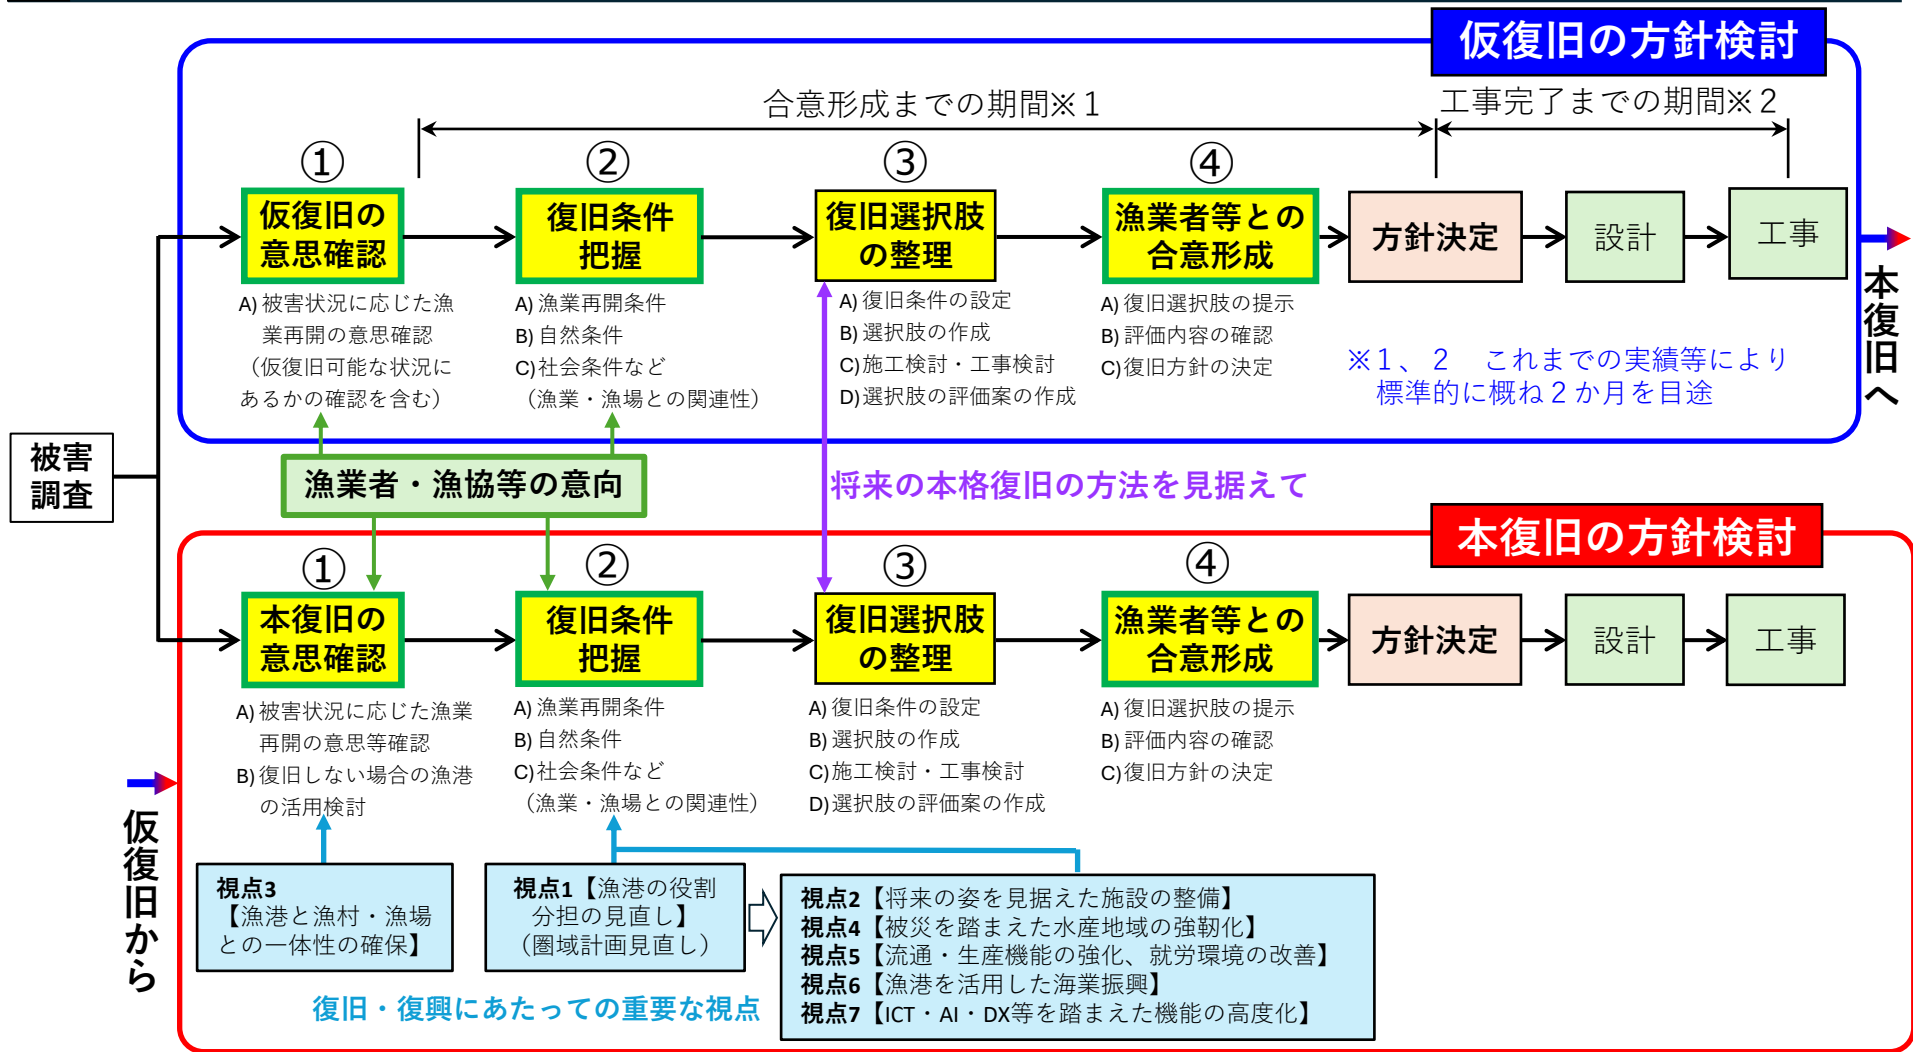 仮復旧の方針検討
合意形成までの期間※１
工事完了までの期間※２
①
②
③
④
仮復旧の
意思確認
復旧条件
把握
復旧選択肢
の整理
漁業者等との
合意形成
方針決定
設計
工事
A) 被害状況に応じた漁
業再開の意思確認
（仮復旧可能な状況に
あるかの確認を含む）
A) 漁業再開条件
B) 自然条件
C) 社会条件など
（漁業・漁場との関連性）
A) 復旧条件の設定
B) 選択肢の作成
C) 施工検討・工事検討
D) 選択肢の評価案の作成
A) 復旧選択肢の提示
B) 評価内容の確認
C) 復旧方針の決定
※１、２　これまでの実績等により
標準的に概ね２か月を目途
本復旧へ
被害
調査
漁業者・漁協等の意向
将来の本格復旧の方法を見据えて
本復旧の方針検討
①
②
③
④
本復旧の
意思確認
復旧条件
把握
復旧選択肢
の整理
漁業者等との
合意形成
方針決定
設計
工事
A) 被害状況に応じた漁業
再開の意思等確認
B) 復旧しない場合の漁港
の活用検討
A) 漁業再開条件
B) 自然条件
C) 社会条件など
（漁業・漁場との関連性）
A) 復旧条件の設定
B) 選択肢の作成
C) 施工検討・工事検討
D) 選択肢の評価案の作成
A) 復旧選択肢の提示
B) 評価内容の確認
C) 復旧方針の決定
仮復旧から
視点3
【漁港と漁村・漁場
との一体性の確保】
視点1【漁港の役割
分担の見直し】
（圏域計画見直し）
視点2【将来の姿を見据えた施設の整備】
視点4【被災を踏まえた水産地域の強靭化】
視点5【流通・生産機能の強化、就労環境の改善】
視点6【漁港を活用した海業振興】
視点7【ICT・AI・DX等を踏まえた機能の高度化】
復旧・復興にあたっての重要な視点